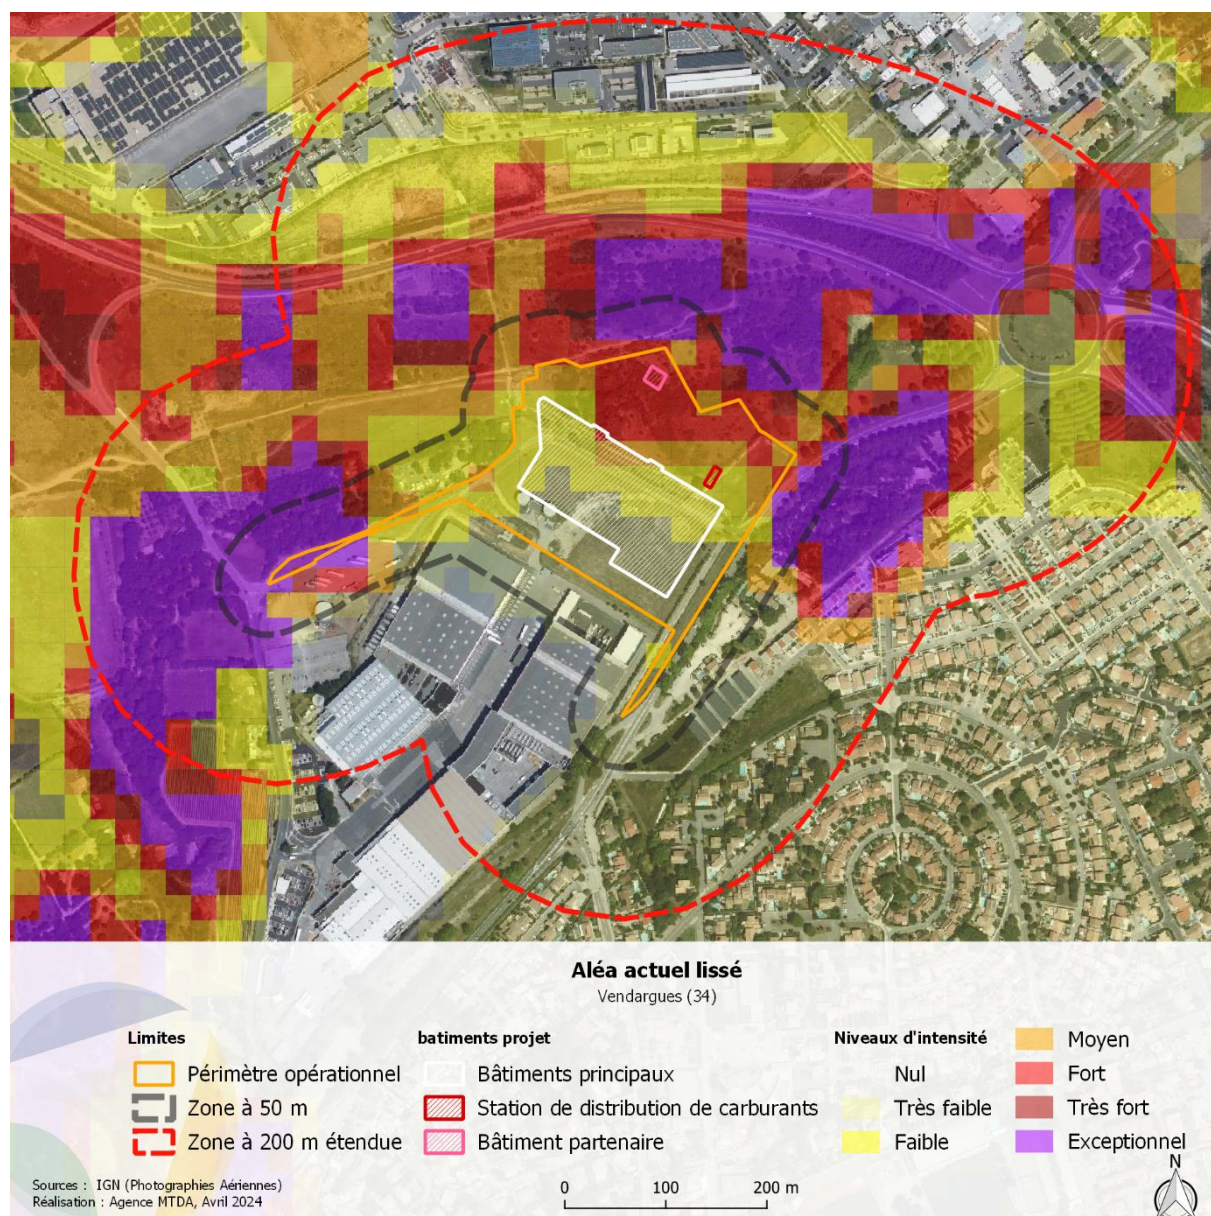 Aléa actuel lissé
Vendargues (34)
Limites
Périmètre opérationnel
Zone à 50 m
Zone à 200 m étendue
batiments projet
Bâtiments principaux
Station de distribution de carburants
Bâtiment partenaire
Niveaux d'intensité
Nul
Très faible
Faible
Moyen
Fort
Très fort
Exceptionnel
Sources : IGN (Photographies Aériennes)
Réalisation : Agence MTDA, Avril 2024
0 100 200 m
N